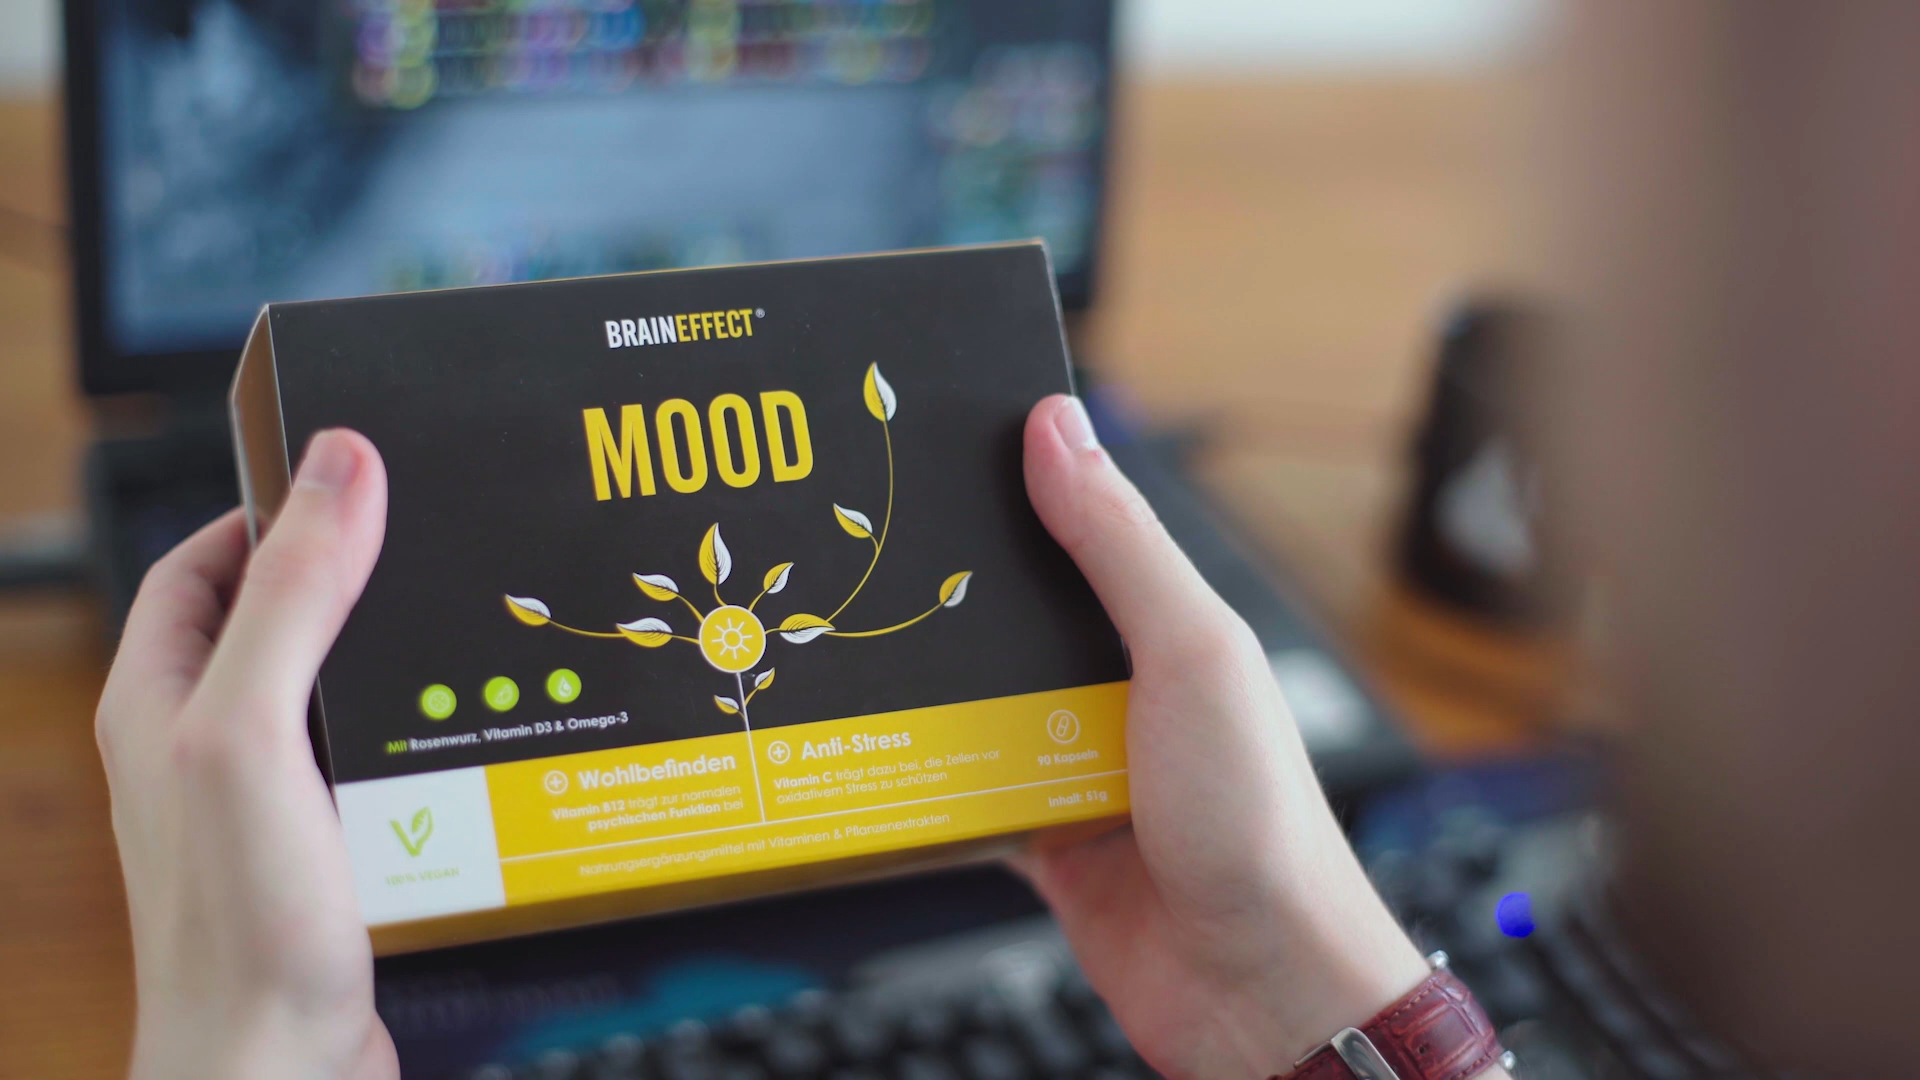 BRAINEFFECT®
MOOD
Mit Rosenwurz, Vitamin D3 & Omega-3
Wohlbefinden
Vitamin B12 trägt zur normalen
psychischen Funktion bei
Anti-Stress
Vitamin C trägt dazu bei, die Zellen vor
oxidativem Stress zu schützen
90 Kapseln
Inhalt: 51g
Nahrungsergänzungsmittel mit Vitaminen & Pflanzenextrakten
100% VEGAN